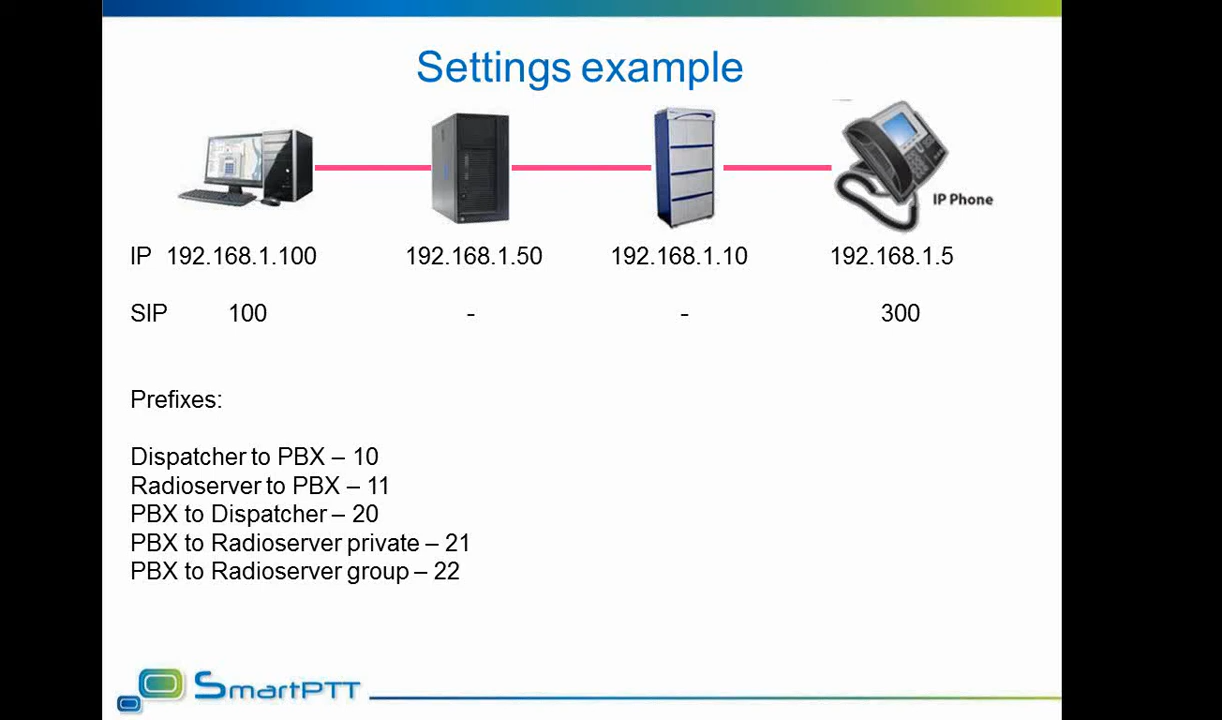 Settings example
IP Phone
IP 192.168.1.100 192.168.1.50 192.168.1.10 192.168.1.5
SIP 100 - - 300
Prefixes:
Dispatcher to PBX – 10
Radioserver to PBX – 11
PBX to Dispatcher – 20
PBX to Radioserver private – 21
PBX to Radioserver group – 22
SmartPTT